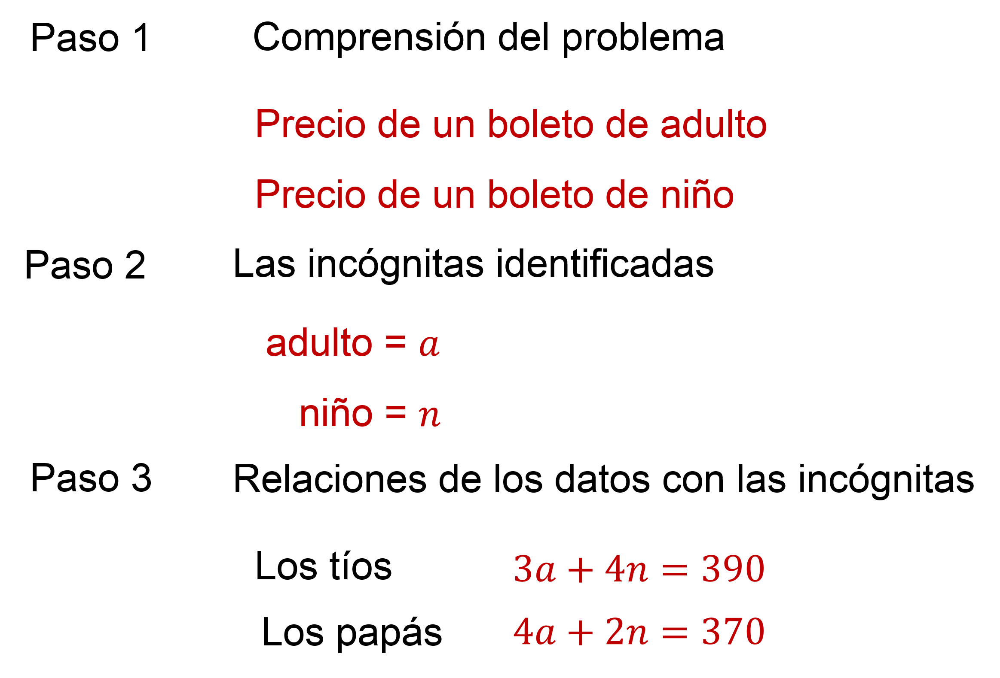 Paso 1 Comprensión del problema
Precio de un boleto de adulto
Precio de un boleto de niño
Paso 2 Las incógnitas identificadas
adulto = a
niño = n
Paso 3 Relaciones de los datos con las incógnitas
Los tíos 3a + 4n = 390
Los papás 4a + 2n = 370